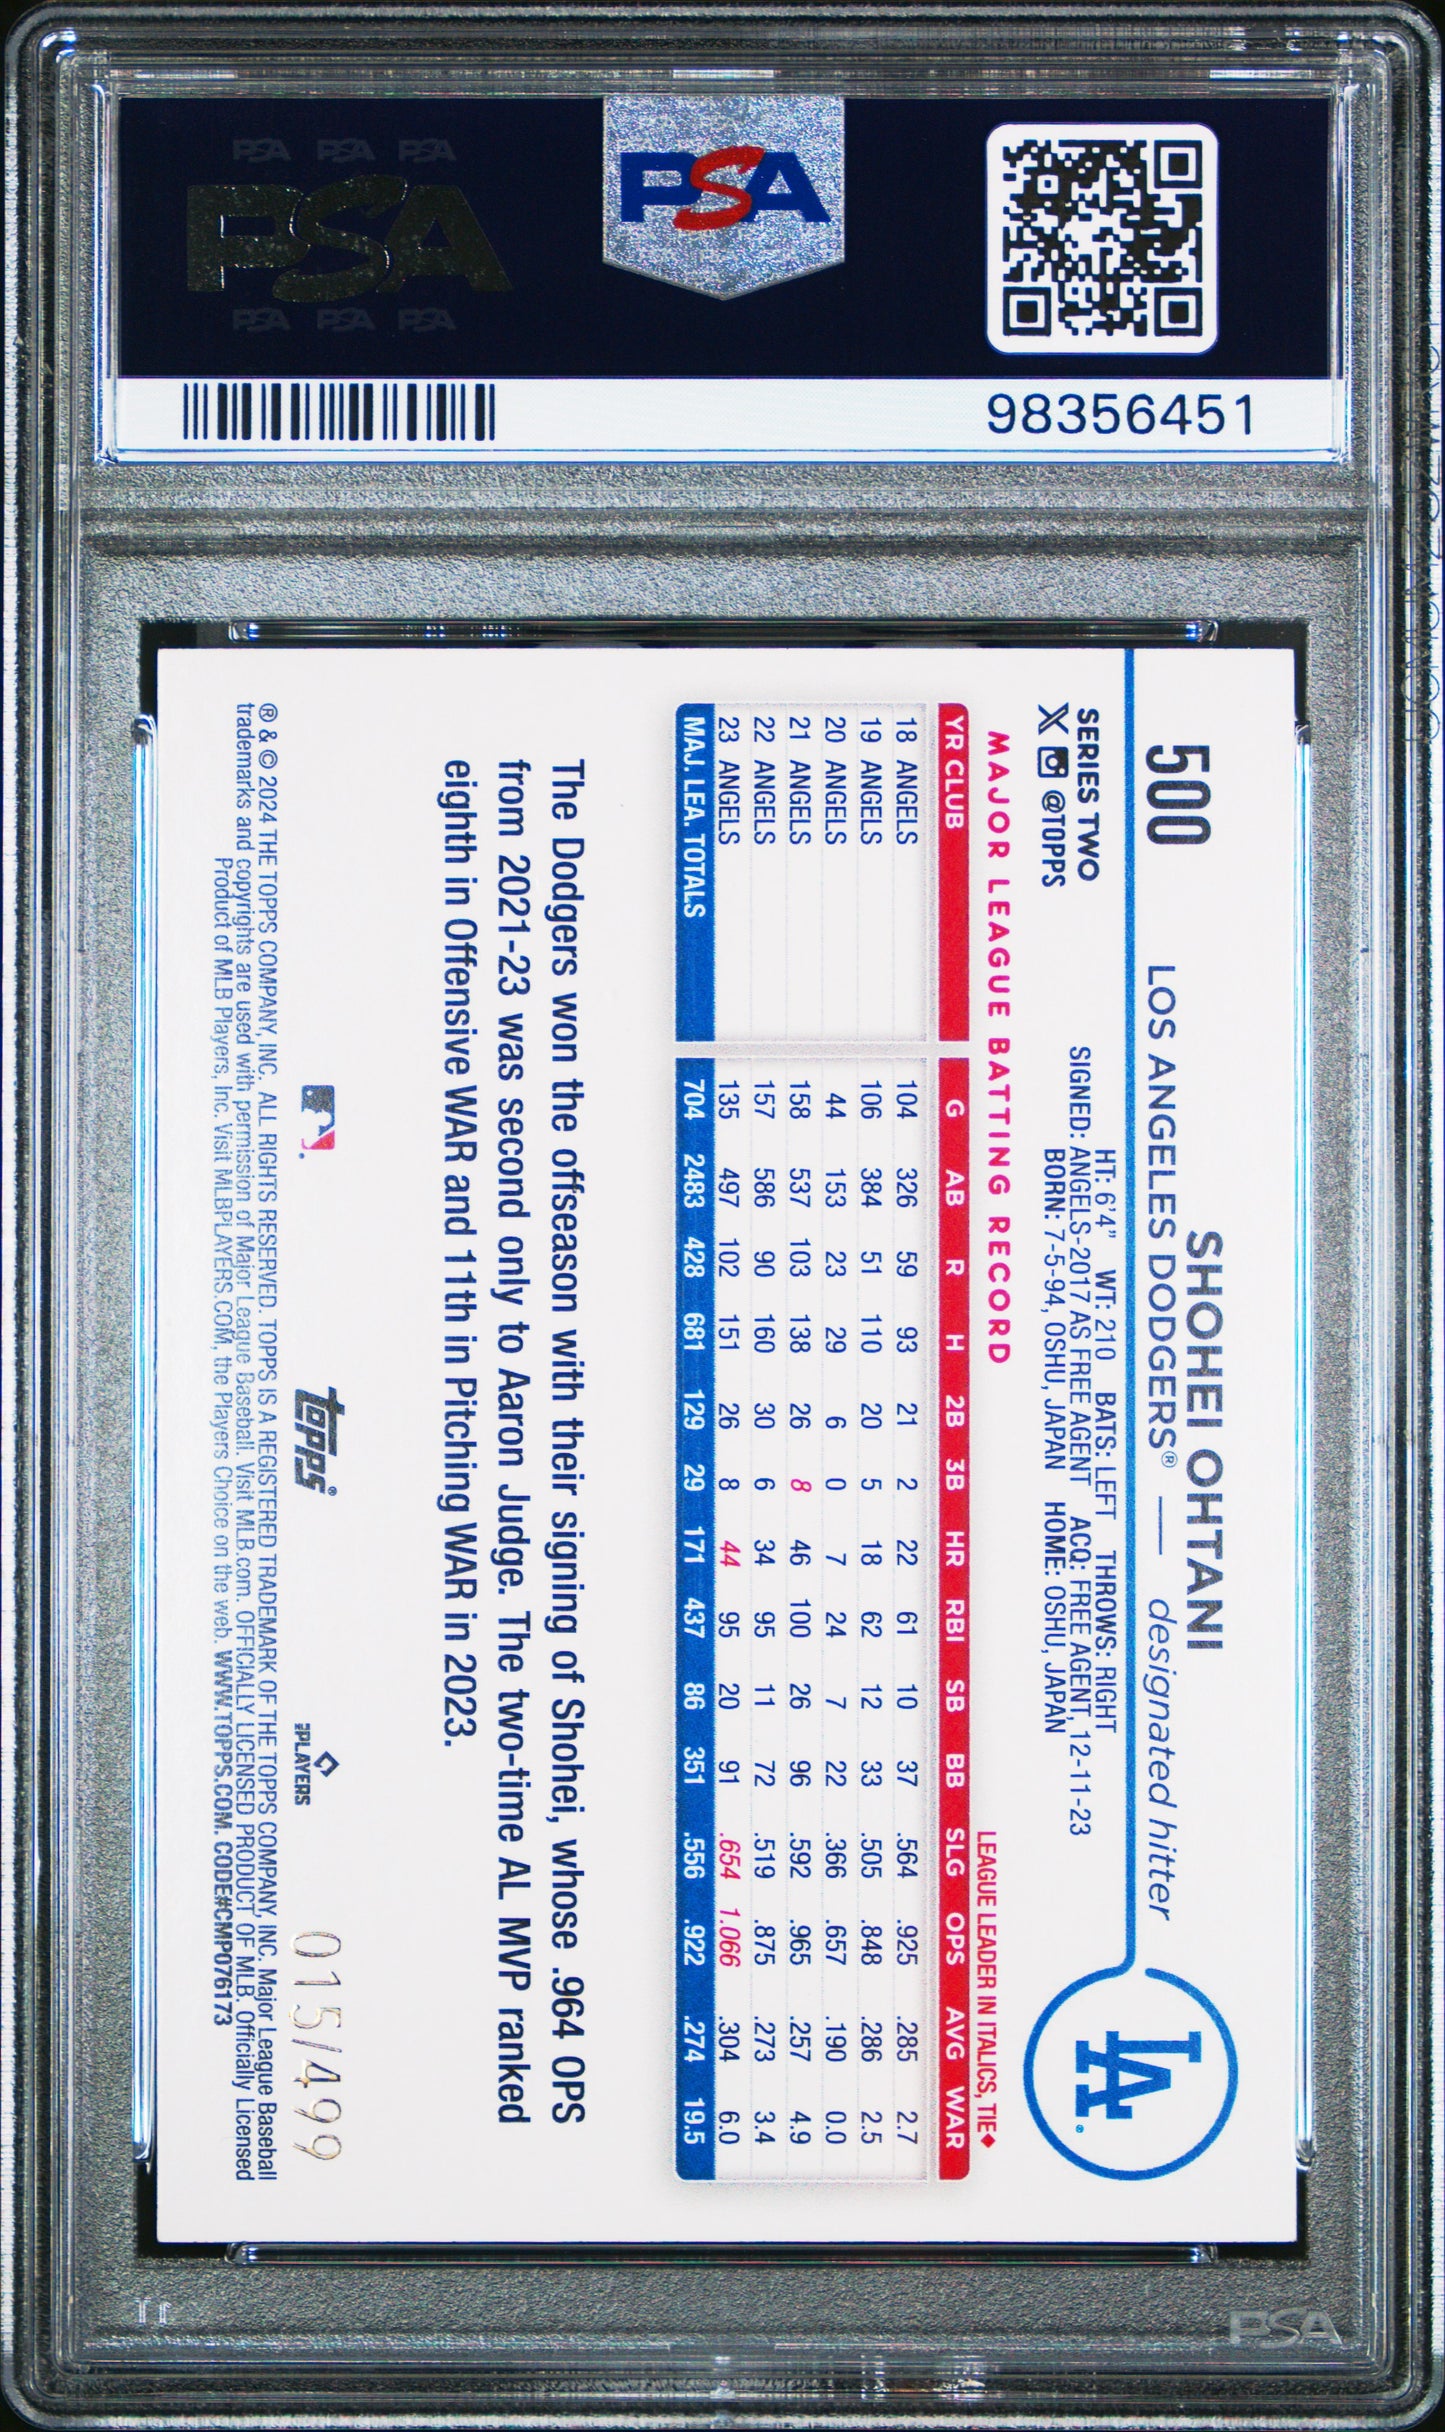 PSA PSA PSA
PSA
PSA PSA PSA
PSA
98356451
500
SHOHEI OHTANI
LOS ANGELES DODGERS® — designated hitter
LA
SERIES TWO
X @TOPPS
HT: 6'4" WT: 210 BATS: LEFT THROWS: RIGHT
SIGNED: ANGELS-2017 AS FREE AGENT ACQ: FREE AGENT, 12-11-23
BORN: 7-5-94, OSHU, JAPAN HOME: OSHU, JAPAN
MAJOR LEAGUE BATTING RECORD
LEAGUE LEADER IN ITALICS, TIE♦
YR CLUB G AB R H 2B 3B HR RBI SB BB SLG OPS AVG WAR
18 ANGELS 104 326 59 93 21 2 22 61 10 37 .564 .925 .285 2.7
19 ANGELS 106 384 51 110 20 5 18 62 12 33 .505 .848 .286 2.5
20 ANGELS 44 153 23 29 6 0 7 24 7 22 .366 .657 .190 0.0
21 ANGELS 158 537 103 138 26 8 46 100 26 96 .592 .965 .257 4.9
22 ANGELS 157 586 90 160 30 6 34 95 11 72 .519 .875 .273 3.4
23 ANGELS 135 497 102 151 26 8 44 95 20 91 .654 1.066 .304 6.0
MAJ. LEA. TOTALS 704 2483 428 681 129 29 171 437 86 351 .556 .922 .274 19.5
The Dodgers won the offseason with their signing of Shohei, whose .964 OPS
from 2021-23 was second only to Aaron Judge. The two-time AL MVP ranked
eighth in Offensive WAR and 11th in Pitching WAR in 2023.
topps®
PLAYERS
015/499
® & © 2024 THE TOPPS COMPANY, INC. ALL RIGHTS RESERVED. TOPPS IS A REGISTERED TRADEMARK OF THE TOPPS COMPANY, INC. Major League Baseball
trademarks and copyrights are used with permission of Major League Baseball. Visit MLB.com. OFFICIALLY LICENSED PRODUCT OF MLB. Officially Licensed
Product of MLB Players, Inc. Visit MLBPLAYERS.COM, the Players Choice on the web. WWW.TOPPS.COM. CODE#CMP076173
PSA